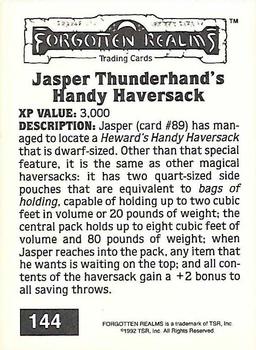 FORGOTTEN REALMS™
Trading Cards
Jasper Thunderhand's
Handy Haversack
XP VALUE: 3,000
DESCRIPTION: Jasper (card #89) has man-
aged to locate a Heward's Handy Haversack
that is dwarf-sized. Other than that special
feature, it is the same as other magical
haversacks: it has two quart-sized side
pouches that are equivalent to bags of
holding, capable of holding up to two cubic
feet in volume or 20 pounds of weight; the
central pack holds up to eight cubic feet of
volume and 80 pounds of weight; when
Jasper reaches into the pack, any item that
he wants is waiting on the top; and all con-
tents of the haversack gain a +2 bonus to
all saving throws.
144
FORGOTTEN REALMS is a trademark of TSR, Inc.
©1992 TSR, Inc. All Rights Reserved.